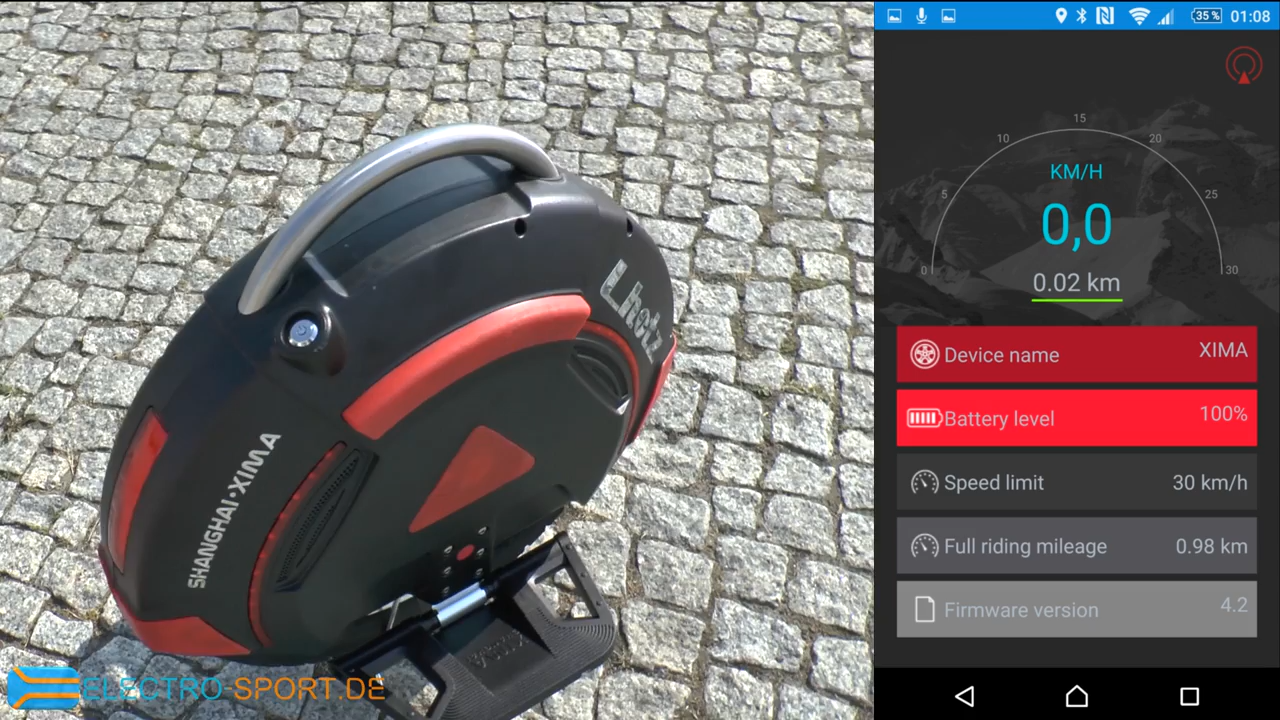 Lhotz
SHANGHAI·XIMA
ELECTRO-SPORT.DE
35 %
01:08
0
5
10
15
20
25
30
KM/H
0,0
0.02 km
Device name
XIMA
Battery level
100%
Speed limit
30 km/h
Full riding mileage
0.98 km
Firmware version
4.2